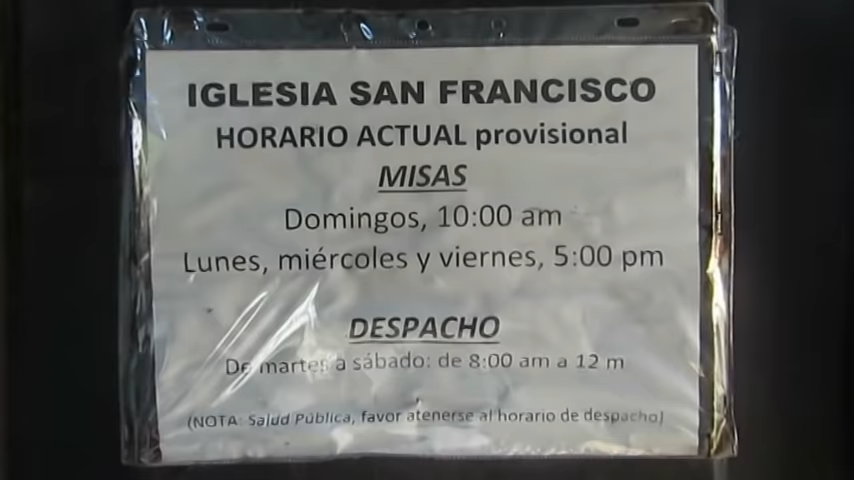 IGLESIA SAN FRANCISCO
HORARIO ACTUAL provisional
MISAS
Domingos, 10:00 am
Lunes, miércoles y viernes, 5:00 pm
DESPACHO
De martes a sábado: de 8:00 am a 12 m
(NOTA: Salud Pública, favor atenerse al horario de despacho)